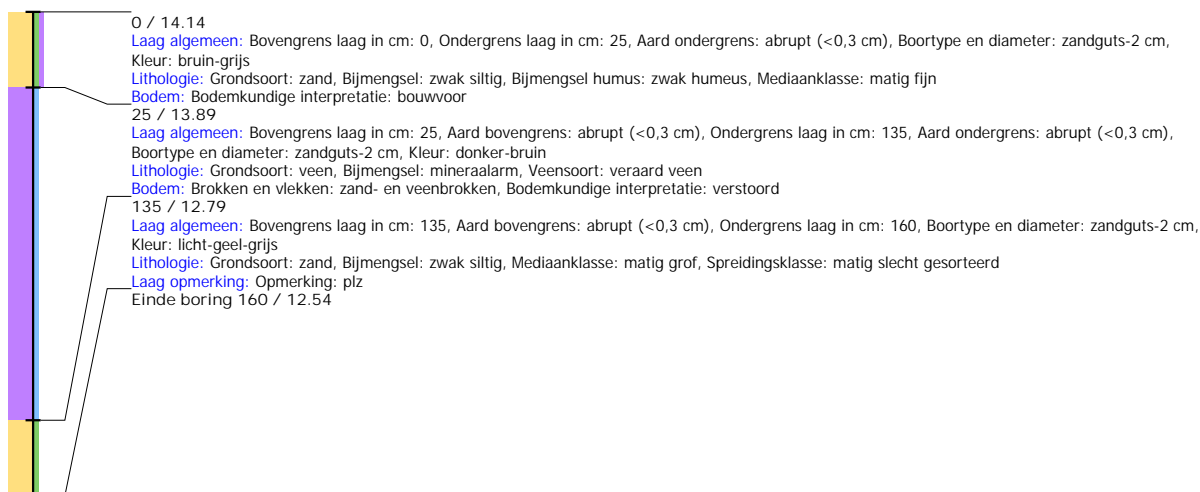 0 / 14.14
Laag algemeen: Bovengrens laag in cm: 0, Ondergrens laag in cm: 25, Aard ondergrens: abrupt (<0,3 cm), Boortype en diameter: zandguts-2 cm,
Kleur: bruin-grijs
Lithologie: Grondsoort: zand, Bijmengsel: zwak siltig, Bijmengsel humus: zwak humeus, Mediaanklasse: matig fijn
Bodem: Bodemkundige interpretatie: bouwvoor
25 / 13.89
Laag algemeen: Bovengrens laag in cm: 25, Aard bovengrens: abrupt (<0,3 cm), Ondergrens laag in cm: 135, Aard ondergrens: abrupt (<0,3 cm),
Boortype en diameter: zandguts-2 cm, Kleur: donker-bruin
Lithologie: Grondsoort: veen, Bijmengsel: mineraalarm, Veensoort: veraard veen
Bodem: Brokken en vlekken: zand- en veenbrokken, Bodemkundige interpretatie: verstoord
135 / 12.79
Laag algemeen: Bovengrens laag in cm: 135, Aard bovengrens: abrupt (<0,3 cm), Ondergrens laag in cm: 160, Boortype en diameter: zandguts-2 cm,
Kleur: licht-geel-grijs
Lithologie: Grondsoort: zand, Bijmengsel: zwak siltig, Mediaanklasse: matig grof, Spreidingsklasse: matig slecht gesorteerd
Laag opmerking: Opmerking: plz
Einde boring 160 / 12.54